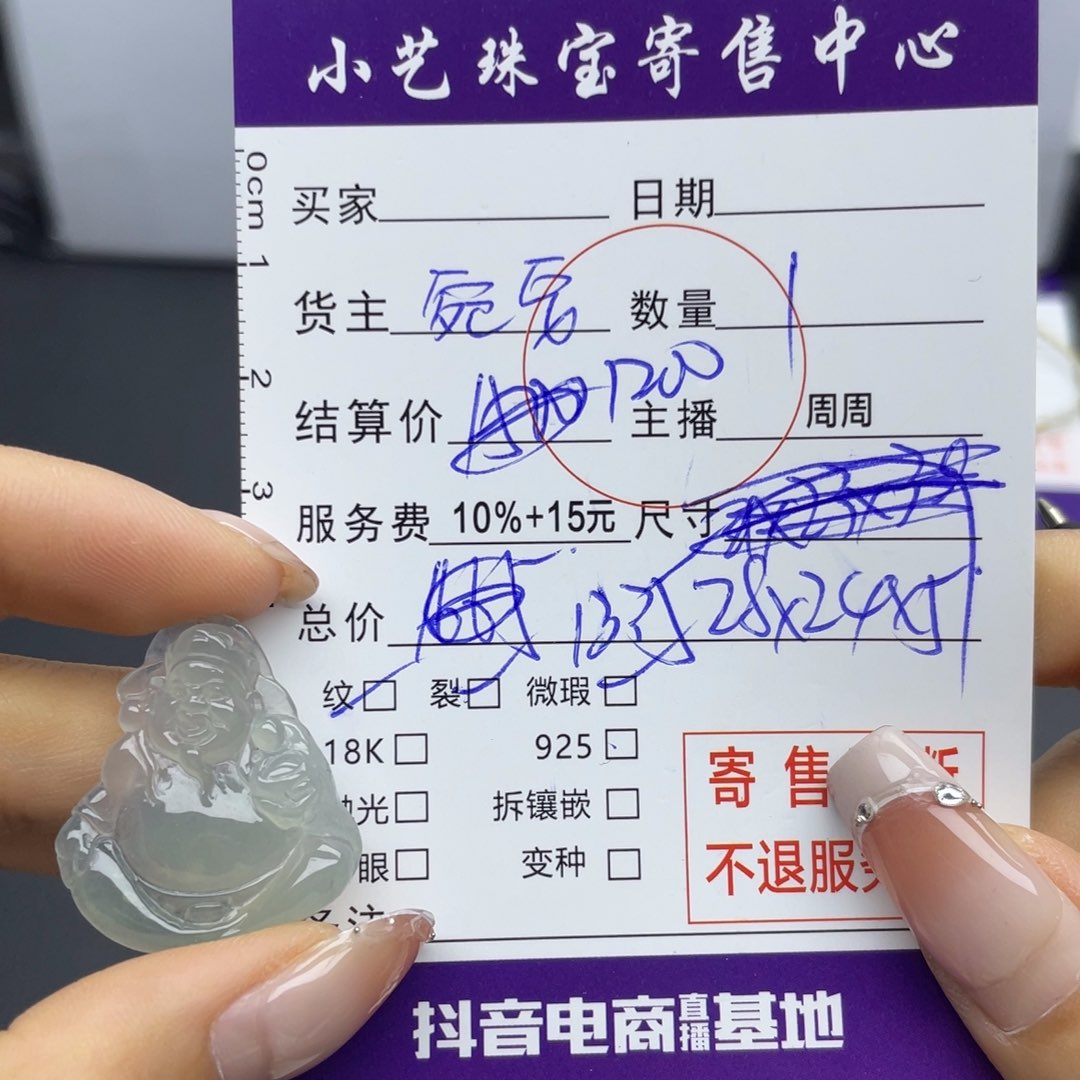 小艺珠宝寄售中心
0cm
1
2
3
买家 日期
货主 数量 1
结算价 1200 主播 周周
服务费 10%+15元 尺寸
总价 1335 28x24x5
纹□ 裂□ 微瑕□
18K□ 925□
光□ 拆镶嵌□
眼□ 变种□
寄售
不退服
抖音电商直播基地